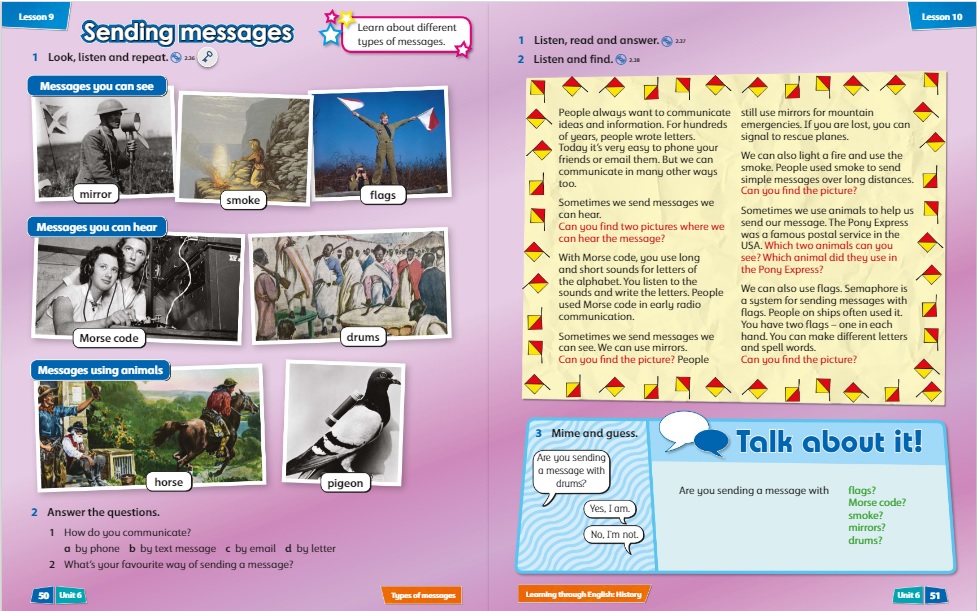 Lesson 9
Sending messages
Learn about different
types of messages.
1 Look, listen and repeat. 2.36
Messages you can see
mirror
smoke
flags
Messages you can hear
Morse code
drums
Messages using animals
horse
pigeon
2 Answer the questions.
1 How do you communicate?
a by phone b by text message c by email d by letter
2 What's your favourite way of sending a message?
50 Unit 6
Types of messages
Lesson 10
1 Listen, read and answer. 2.37
2 Listen and find. 2.38
People always want to communicate
ideas and information. For hundreds
of years, people wrote letters.
Today it's very easy to phone your
friends or email them. But we can
communicate in many other ways
too.
Sometimes we send messages we
can hear.
Can you find two pictures where we
can hear the message?
With Morse code, you use long
and short sounds for letters of
the alphabet. You listen to the
sounds and write the letters. People
used Morse code in early radio
communication.
Sometimes we send messages we
can see. We can use mirrors.
Can you find the picture? People
still use mirrors for mountain
emergencies. If you are lost, you can
signal to rescue planes.
We can also light a fire and use the
smoke. People used smoke to send
simple messages over long distances.
Can you find the picture?
Sometimes we use animals to help us
send our message. The Pony Express
was a famous postal service in the
USA. Which two animals can you
see? Which animal did they use in
the Pony Express?
We can also use flags. Semaphore is
a system for sending messages with
flags. People on ships often used it.
You have two flags – one in each
hand. You can make different letters
and spell words.
Can you find the picture?
3 Mime and guess.
Are you sending
a message with
drums?
Yes, I am.
No, I'm not.
Talk about it!
Are you sending a message with
flags?
Morse code?
smoke?
mirrors?
drums?
Learning through English: History
Unit 6 51